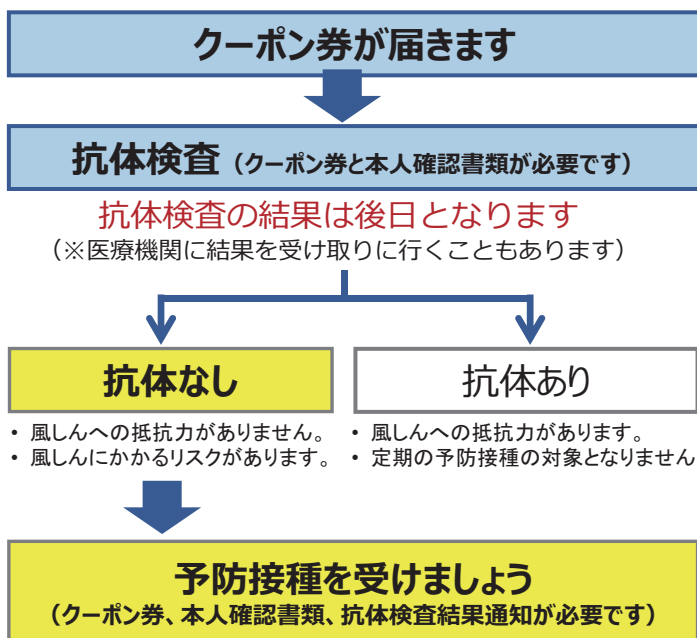 クーポン券が届きます
抗体検査（クーポン券と本人確認書類が必要です）
抗体検査の結果は後日となります
（※医療機関に結果を受け取りに行くこともあります）
抗体なし
• 風しんへの抵抗力がありません。
• 風しんにかかるリスクがあります。
抗体あり
• 風しんへの抵抗力があります。
• 定期の予防接種の対象となりません
予防接種を受けましょう
（クーポン券、本人確認書類、抗体検査結果通知が必要です）